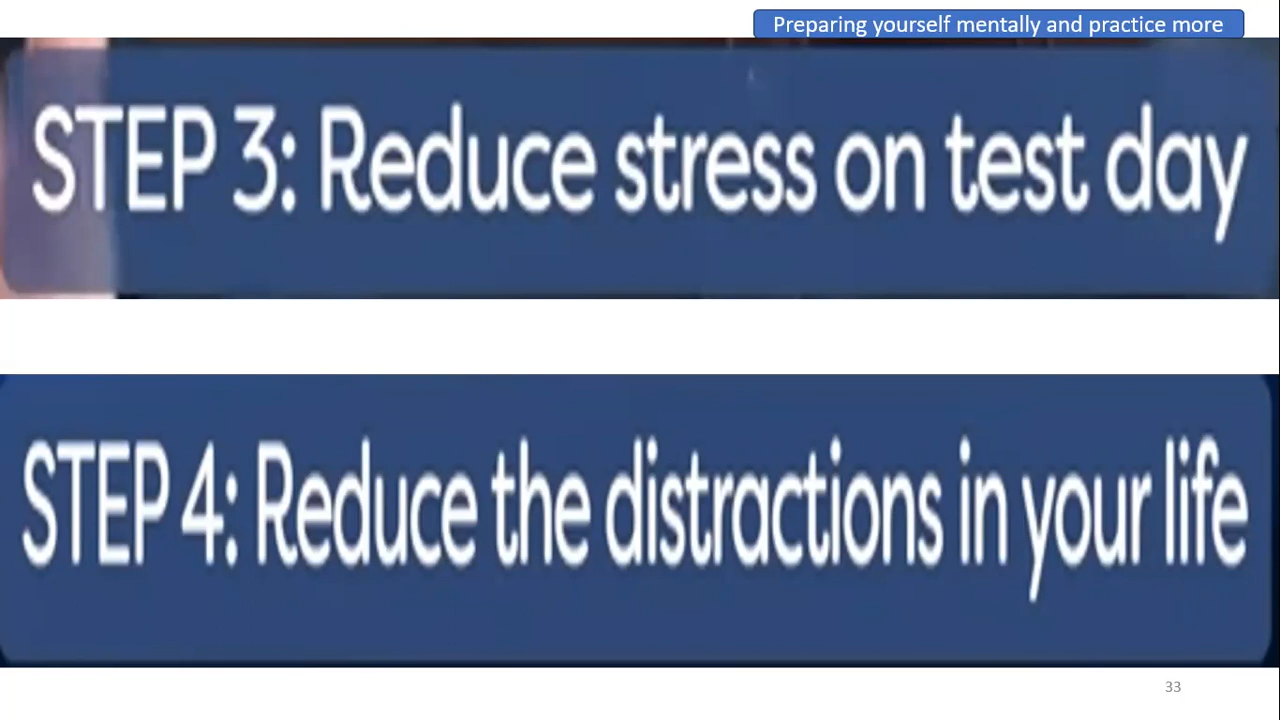 Preparing yourself mentally and practice more
STEP 3: Reduce stress on test day
STEP 4: Reduce the distractions in your life
33